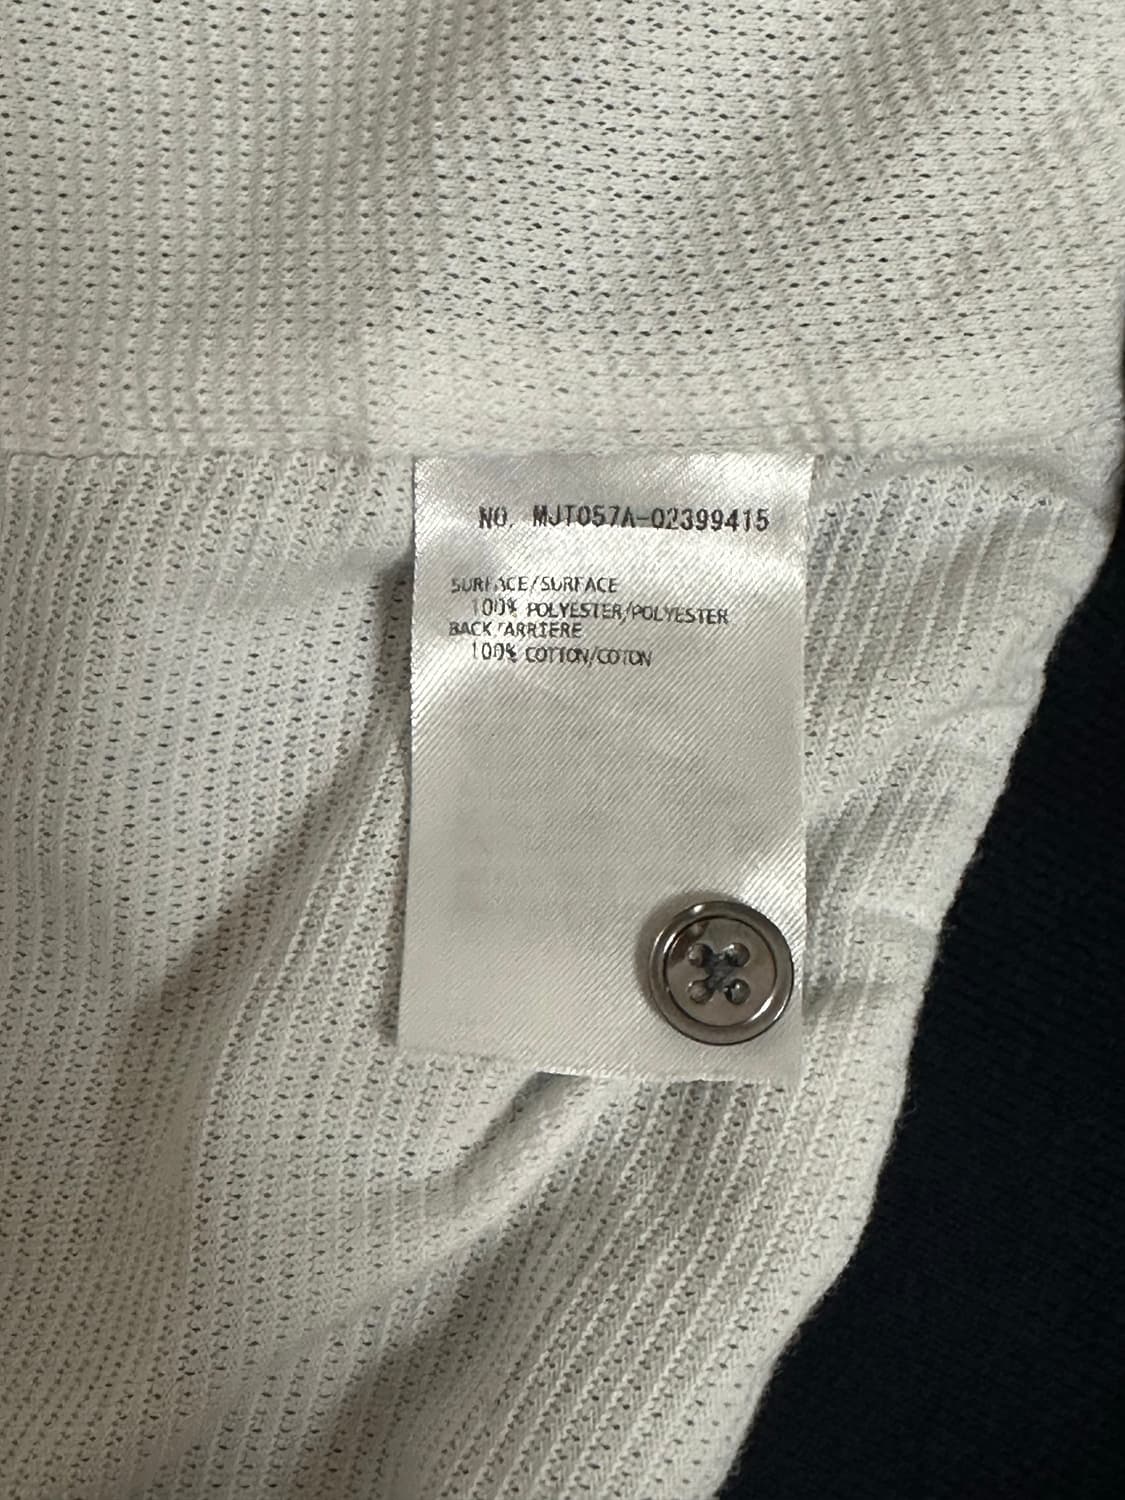 NO. MJT057A-02399415
SURFACE/SURFACE
100% POLYESTER/POLYESTER
BACK/ARRIERE
100% COTTON/COTON